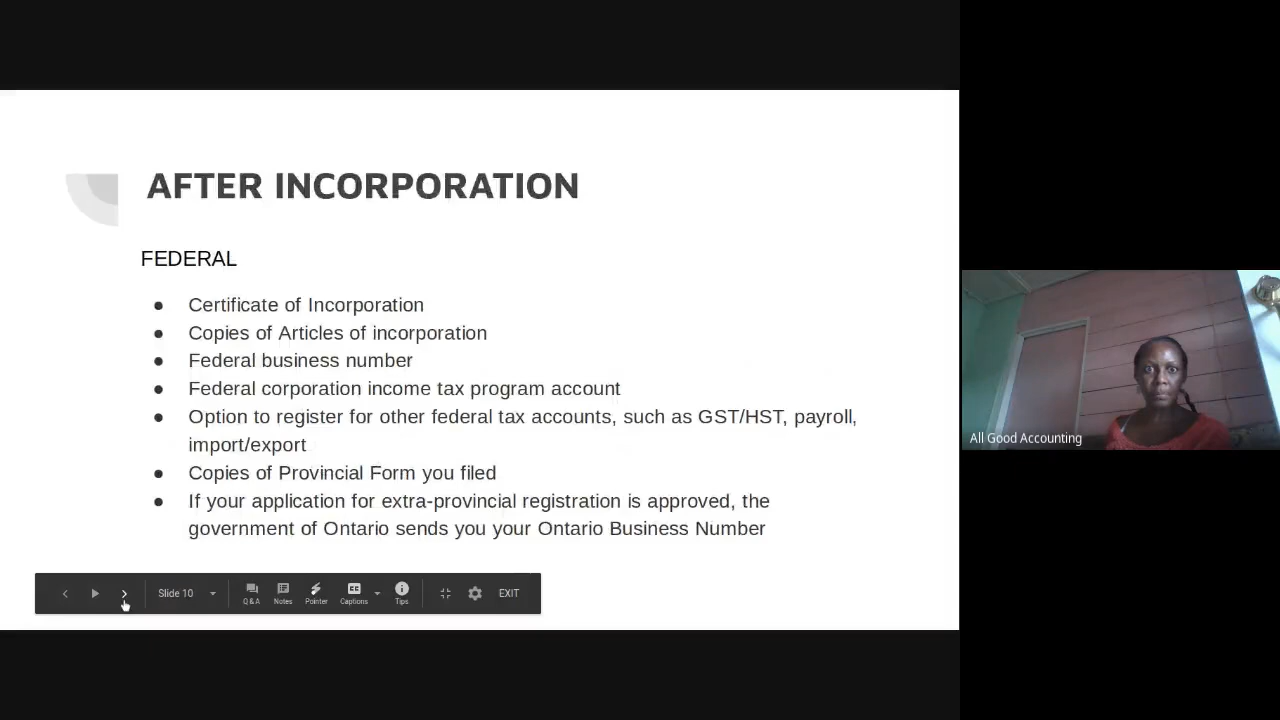 AFTER INCORPORATION
FEDERAL
● Certificate of Incorporation
● Copies of Articles of incorporation
● Federal business number
● Federal corporation income tax program account
● Option to register for other federal tax accounts, such as GST/HST, payroll,
import/export
● Copies of Provincial Form you filed
● If your application for extra-provincial registration is approved, the
government of Ontario sends you your Ontario Business Number
Slide 10 Q&A Notes Pointer Captions Tips EXIT
All Good Accounting